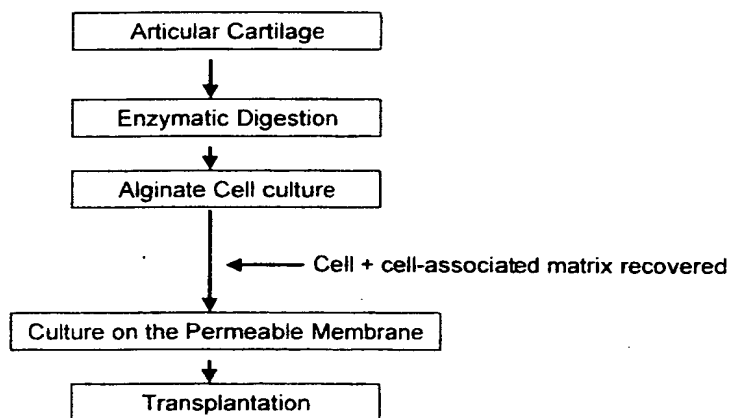 Articular Cartilage
Enzymatic Digestion
Alginate Cell culture
Cell + cell-associated matrix recovered
Culture on the Permeable Membrane
Transplantation